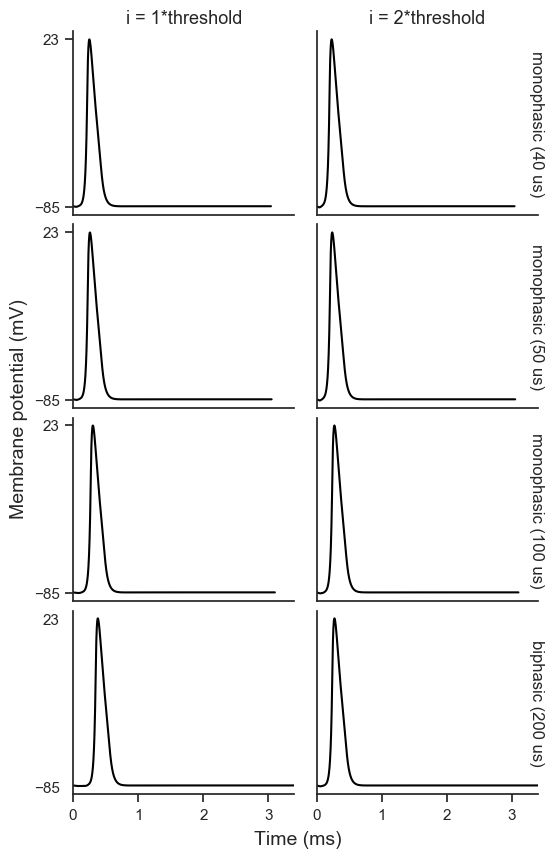 i = 1*threshold
i = 2*threshold
23
−85
monophasic (40 us)
23
−85
monophasic (50 us)
Membrane potential (mV)
23
−85
monophasic (100 us)
23
−85
biphasic (200 us)
0 1 2 3
0 1 2 3
Time (ms)